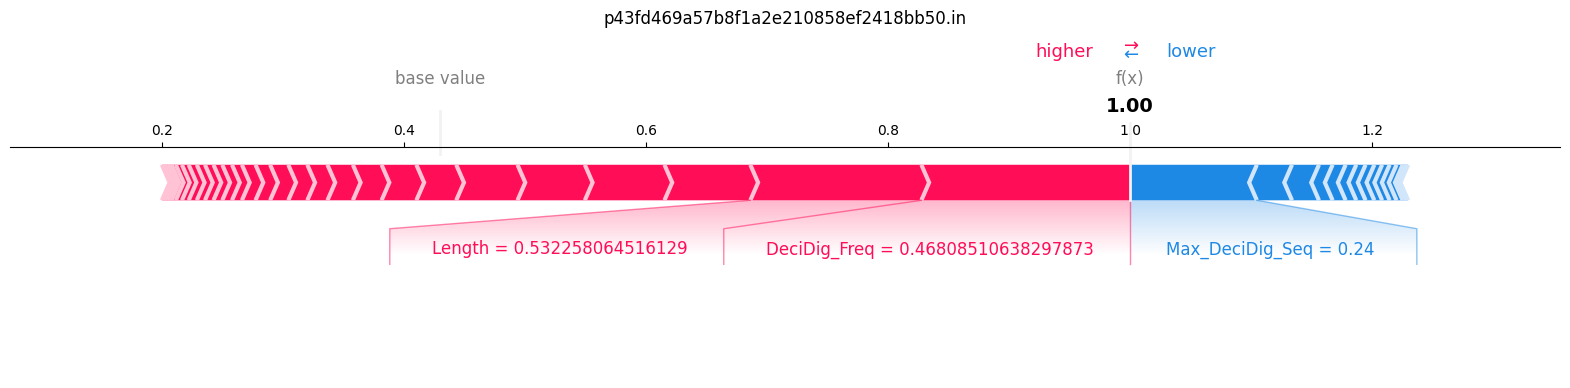 p43fd469a57b8f1a2e210858ef2418bb50.in
higher ⇄ lower
base value f(x)
1.00
0.2 0.4 0.6 0.8 1.0 1.2
Length = 0.532258064516129 DeciDig_Freq = 0.46808510638297873 Max_DeciDig_Seq = 0.24